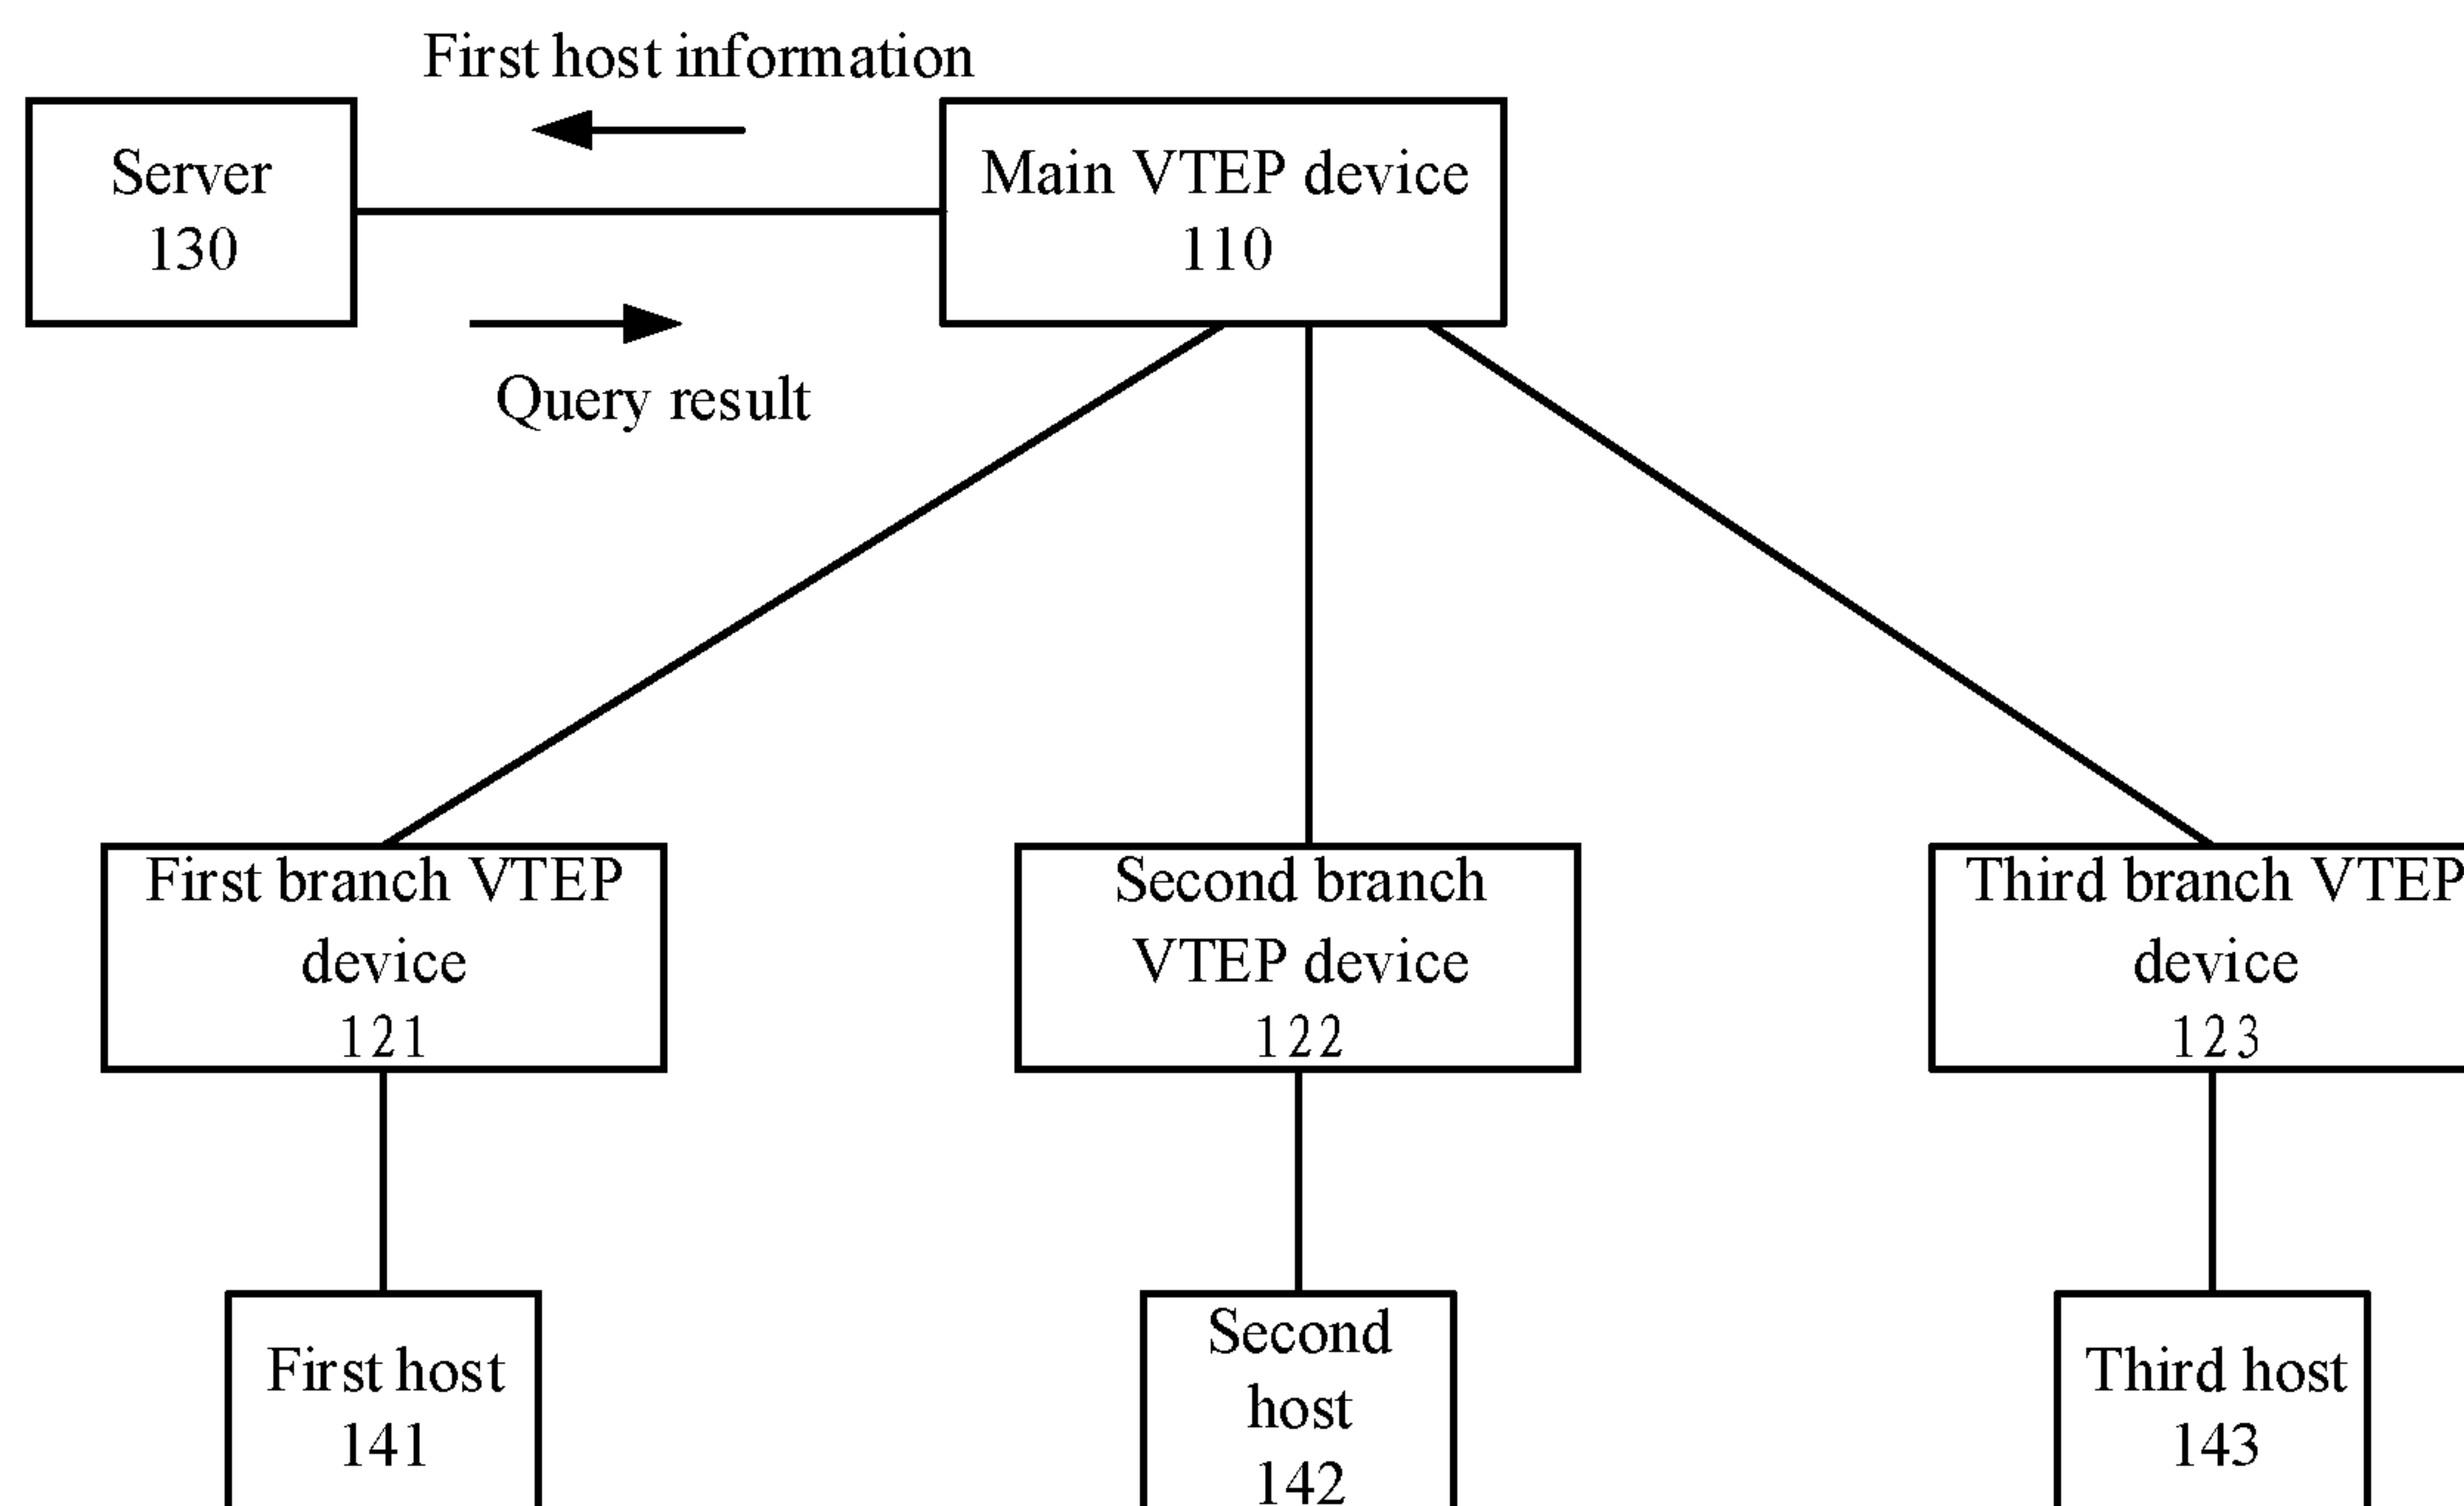 First host information
Server
130
Main VTEP device
110
Query result
First branch VTEP
device
121
Second branch
VTEP device
122
Third branch VTEP
device
123
First host
141
Second
host
142
Third host
143